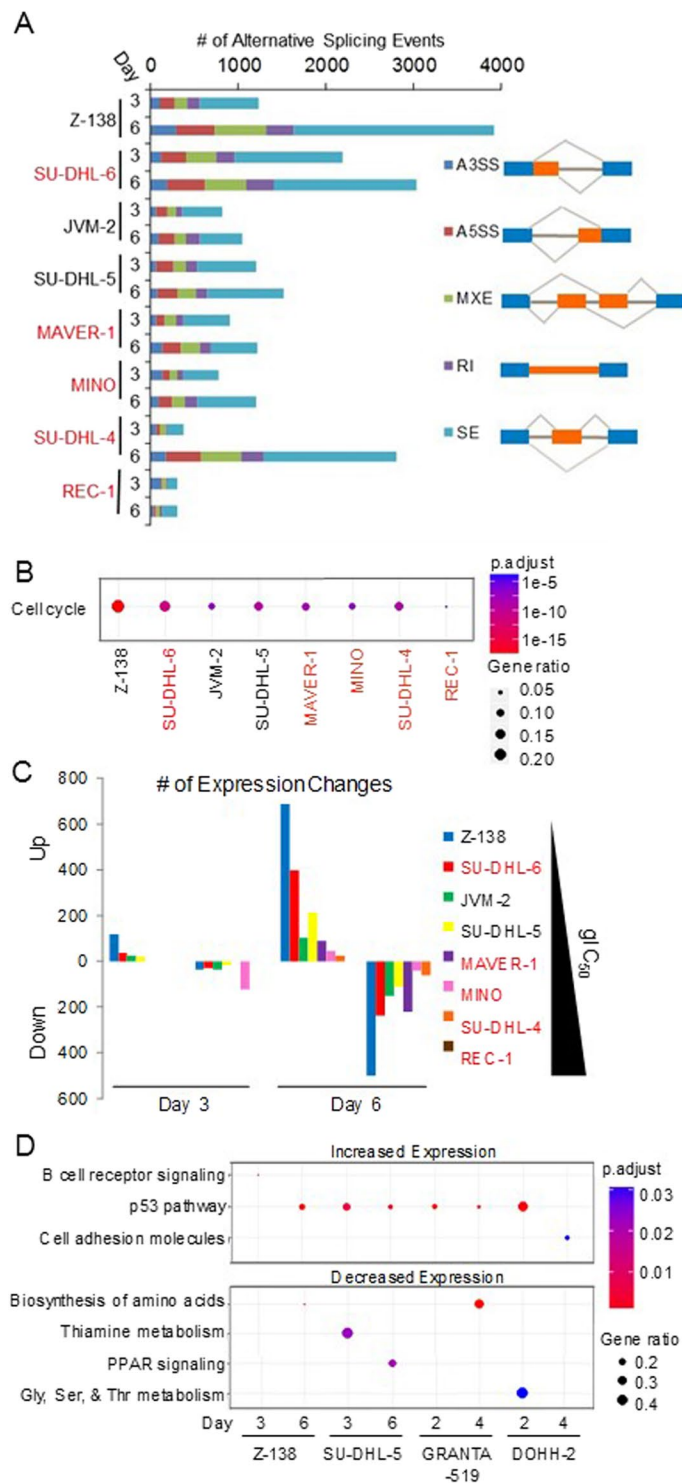 A
# of Alternative Splicing Events
Day
0 1000 2000 3000 4000
Z-138 3 6
SU-DHL-6 3 6
JVM-2 3 6
SU-DHL-5 3 6
MAVER-1 3 6
MINO 3 6
SU-DHL-4 3 6
REC-1 3 6
A3SS
A5SS
MXE
RI
SE
B
Cell cycle
Z-138 SU-DHL-6 JVM-2 SU-DHL-5 MAVER-1 MINO SU-DHL-4 REC-1
p.adjust
1e-5
1e-10
1e-15
Gene ratio
0.05
0.10
0.15
0.20
C
# of Expression Changes
Up
Down
800
600
400
200
0
200
400
600
Day 3 Day 6
Z-138
SU-DHL-6
JVM-2
SU-DHL-5
MAVER-1
MINO
SU-DHL-4
REC-1
gIC50
D
Increased Expression
B cell receptor signaling
p53 pathway
Cell adhesion molecules
Decreased Expression
Biosynthesis of amino acids
Thiamine metabolism
PPAR signaling
Gly, Ser, & Thr metabolism
Day 3 6 3 6 2 4 2 4
Z-138 SU-DHL-5 GRANTA-519 DOHH-2
p.adjust
0.03
0.02
0.01
Gene ratio
0.2
0.3
0.4